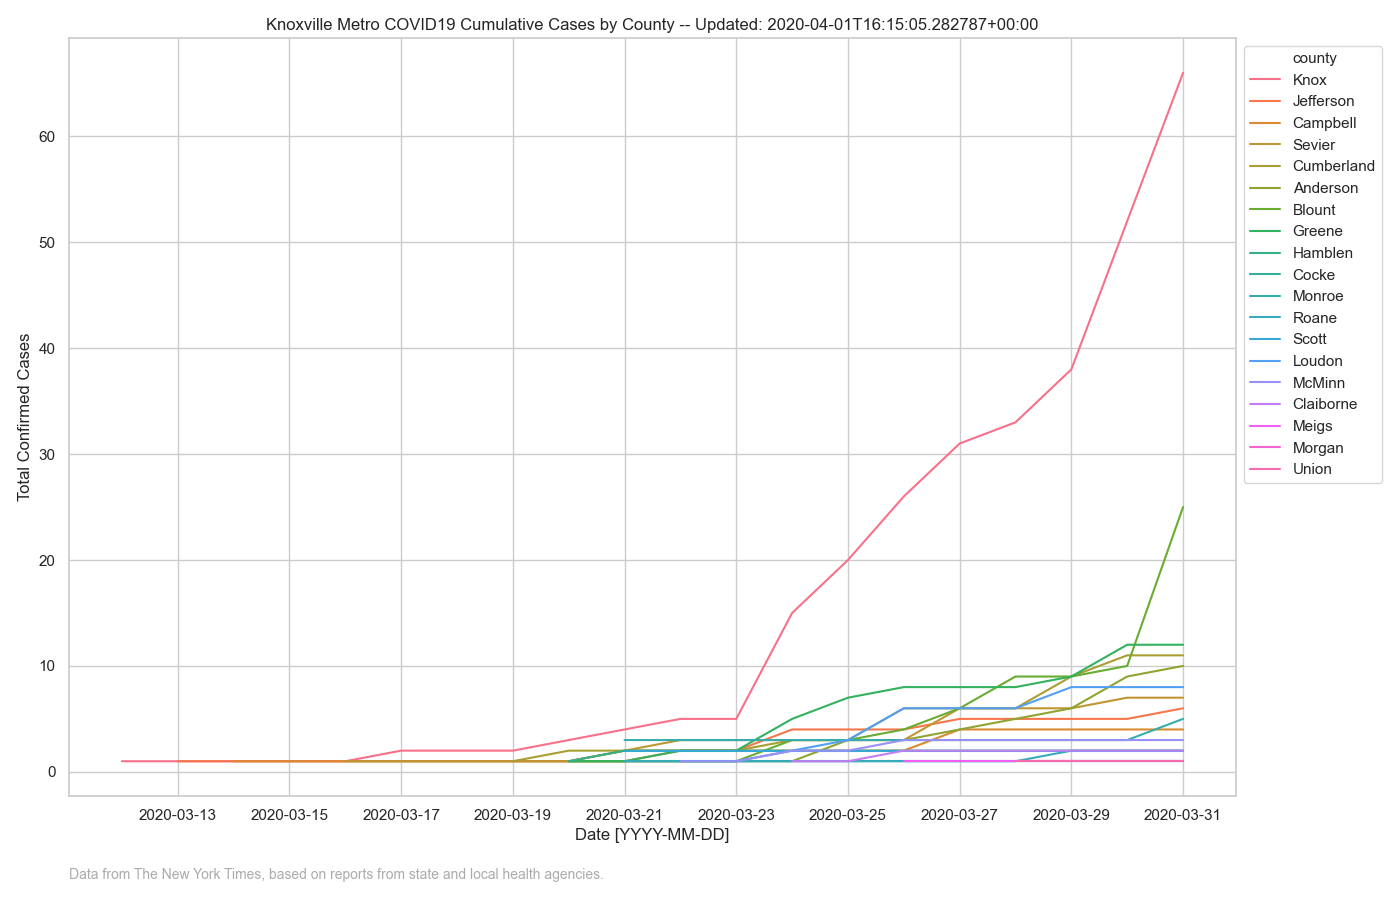 Knoxville Metro COVID19 Cumulative Cases by County -- Updated: 2020-04-01T16:15:05.282787+00:00
county
Knox
Jefferson
Campbell
Sevier
Cumberland
Anderson
Blount
Greene
Hamblen
Cocke
Monroe
Roane
Scott
Loudon
McMinn
Claiborne
Meigs
Morgan
Union
Total Confirmed Cases
60
50
40
30
20
10
0
2020-03-13 2020-03-15 2020-03-17 2020-03-19 2020-03-21 2020-03-23 2020-03-25 2020-03-27 2020-03-29 2020-03-31
Date [YYYY-MM-DD]
Data from The New York Times, based on reports from state and local health agencies.